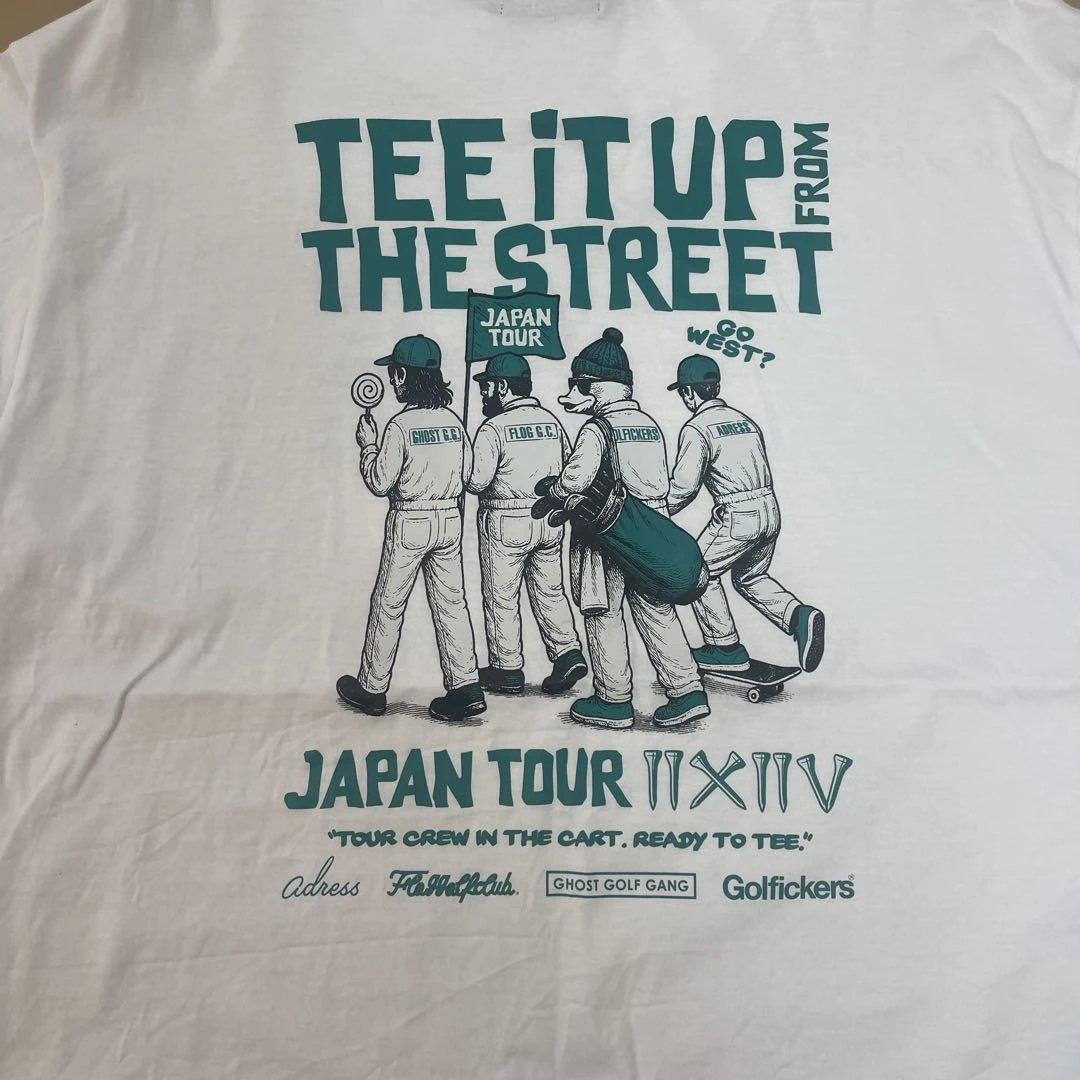 TEE iT UP FROM
THE STREET
JAPAN
TOUR
GO
WEST?
GHOST G.G.
FLOG G.C.
OLFICKERS
ADRESS
JAPAN TOUR IIXIIV
"TOUR CREW IN THE CART. READY TO TEE."
adress
GHOST GOLF GANG
Golfickers®